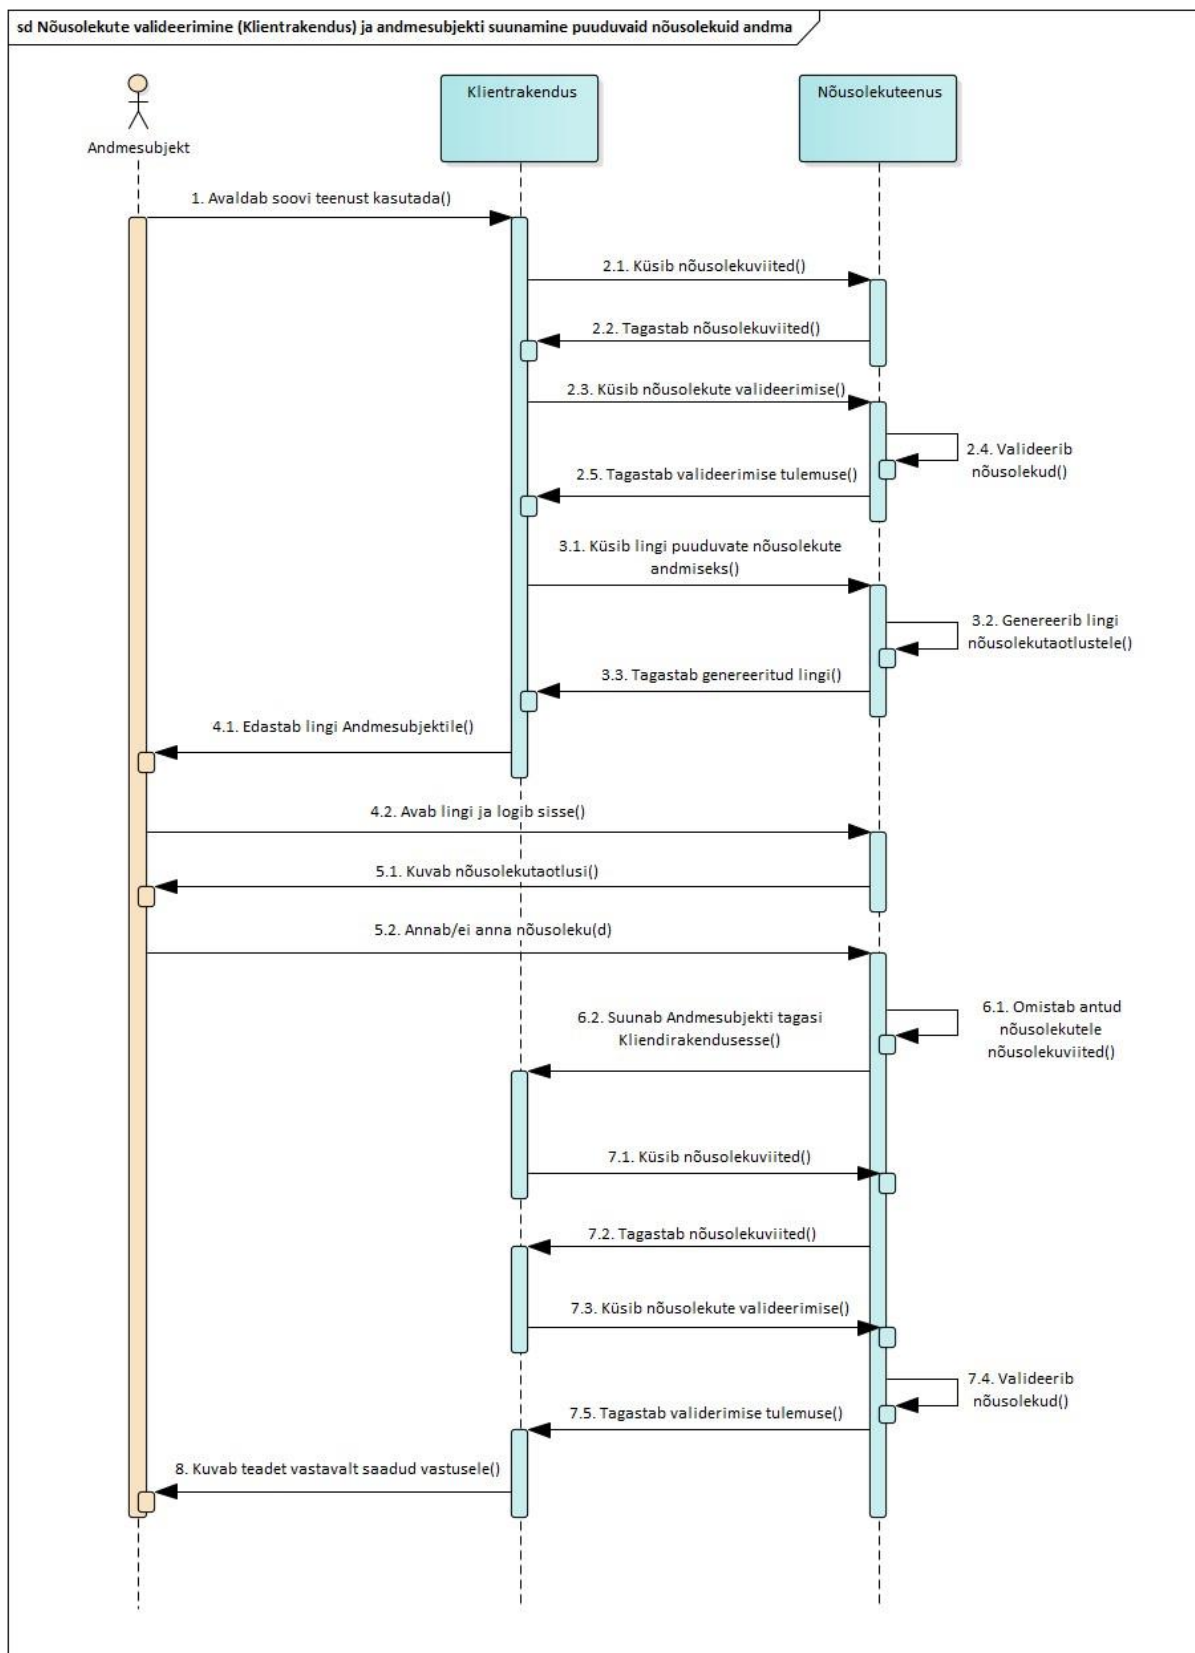 sd Nõusolekute valideerimine (Klientrakendus) ja andmesubjekti suunamine puuduvaid nõusolekuid andma
Andmesubjekt
Klientrakendus
Nõusolekuteenus
1. Avaldab soovi teenust kasutada()
2.1. Küsib nõusolekuviited()
2.2. Tagastab nõusolekuviited()
2.3. Küsib nõusolekute valideerimise()
2.4. Valideerib
nõusolekud()
2.5. Tagastab valideerimise tulemuse()
3.1. Küsib lingi puuduvate nõusolekute
andmiseks()
3.2. Genereerib lingi
nõusolekutaotlustele()
3.3. Tagastab genereeritud lingi()
4.1. Edastab lingi Andmesubjektile()
4.2. Avab lingi ja logib sisse()
5.1. Kuvab nõusolekutaotlusi()
5.2. Annab/ei anna nõusoleku(d)
6.1. Omistab antud
nõusolekutele
nõusolekuviited()
6.2. Suunab Andmesubjekti tagasi
Kliendirakendusesse()
7.1. Küsib nõusolekuviited()
7.2. Tagastab nõusolekuviited()
7.3. Küsib nõusolekute valideerimise()
7.4. Valideerib
nõusolekud()
7.5. Tagastab validerimise tulemuse()
8. Kuvab teadet vastavalt saadud vastusele()